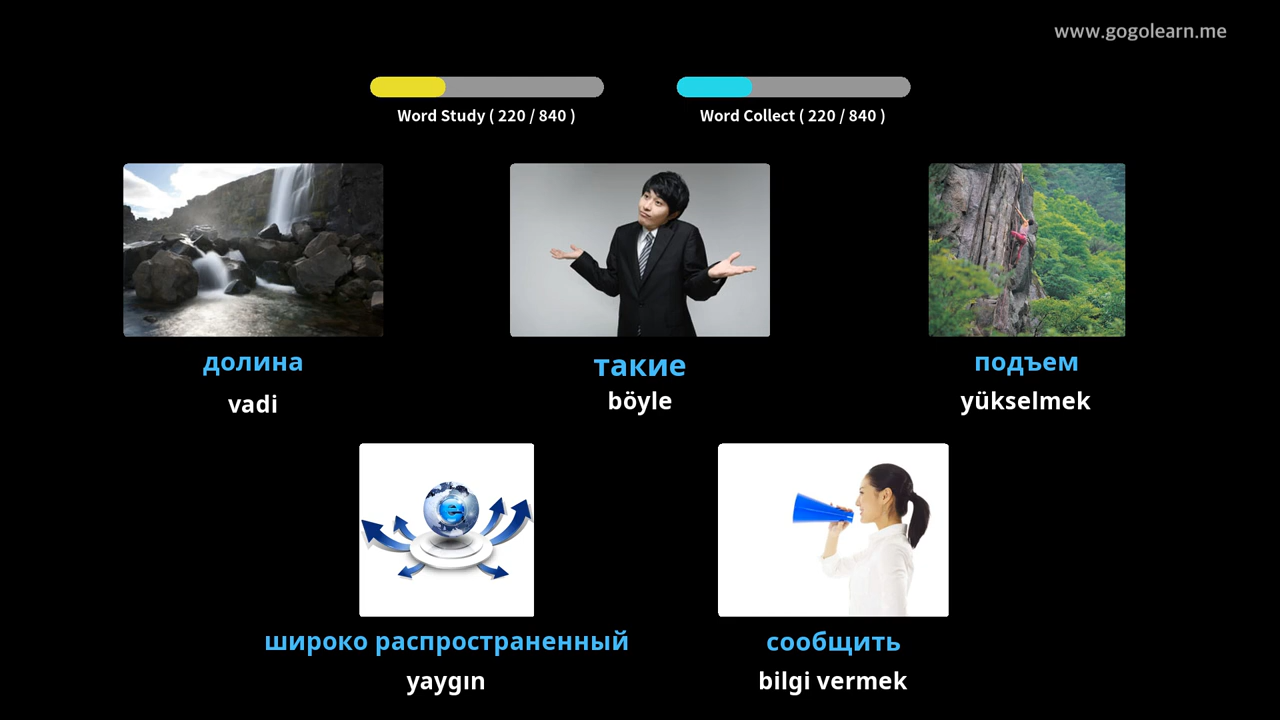 www.gogolearn.me
Word Study ( 220 / 840 )
Word Collect ( 220 / 840 )
долина
vadi
такие
böyle
подъем
yükselmek
e
широко распространенный
yaygın
сообщить
bilgi vermek